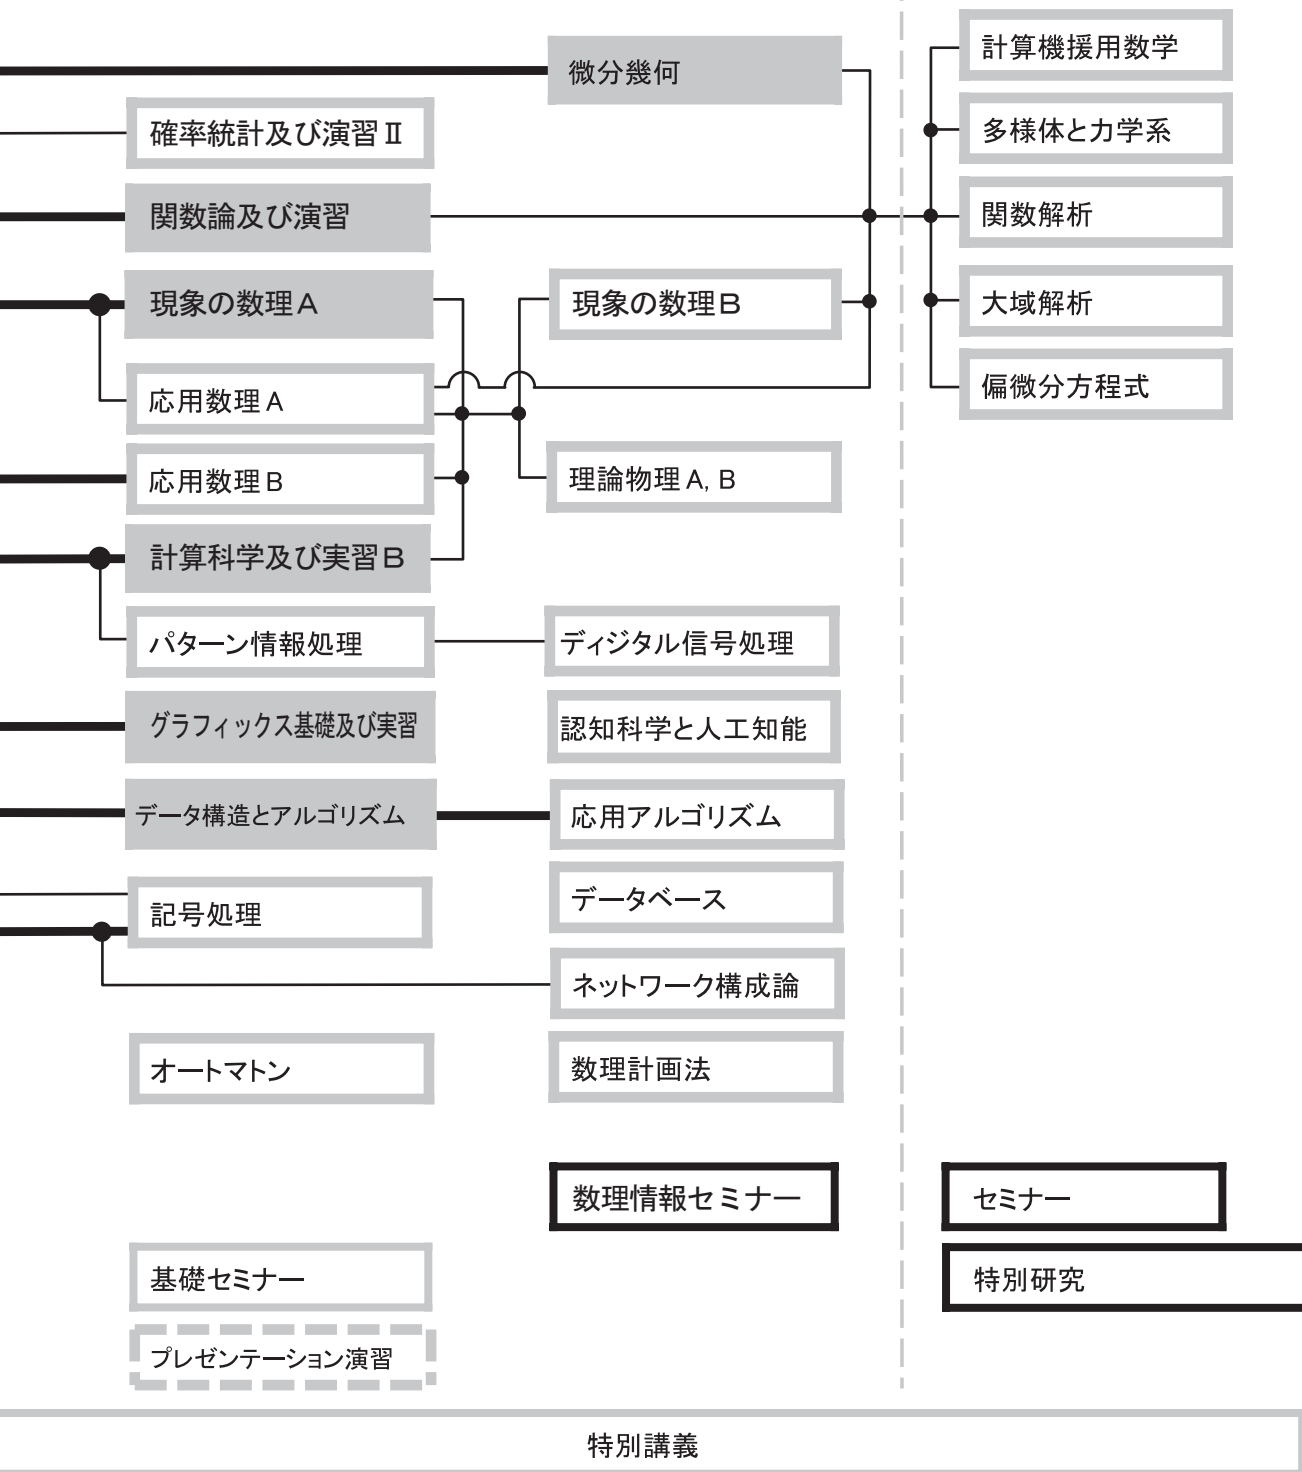 微分幾何
計算機援用数学
確率統計及び演習Ⅱ
多様体と力学系
関数論及び演習
関数解析
現象の数理A
現象の数理B
大域解析
応用数理A
偏微分方程式
応用数理B
理論物理A, B
計算科学及び実習B
パターン情報処理
ディジタル信号処理
グラフィックス基礎及び実習
認知科学と人工知能
データ構造とアルゴリズム
応用アルゴリズム
データベース
記号処理
ネットワーク構成論
オートマトン
数理計画法
数理情報セミナー
セミナー
基礎セミナー
特別研究
プレゼンテーション演習
特別講義